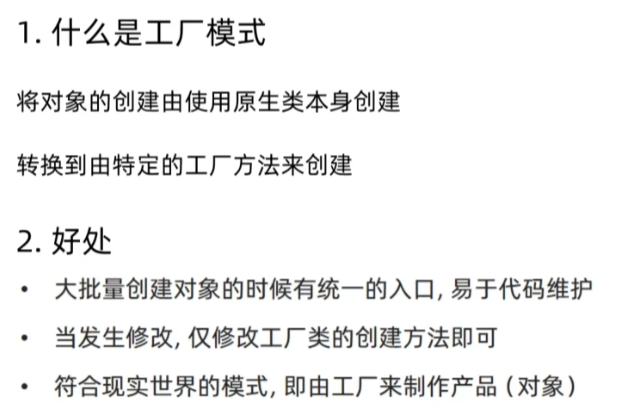 1. 什么是工厂模式
将对象的创建由使用原生类本身创建
转换到由特定的工厂方法来创建
2. 好处
• 大批量创建对象的时候有统一的入口, 易于代码维护
• 当发生修改, 仅修改工厂类的创建方法即可
• 符合现实世界的模式, 即由工厂来制作产品 (对象)